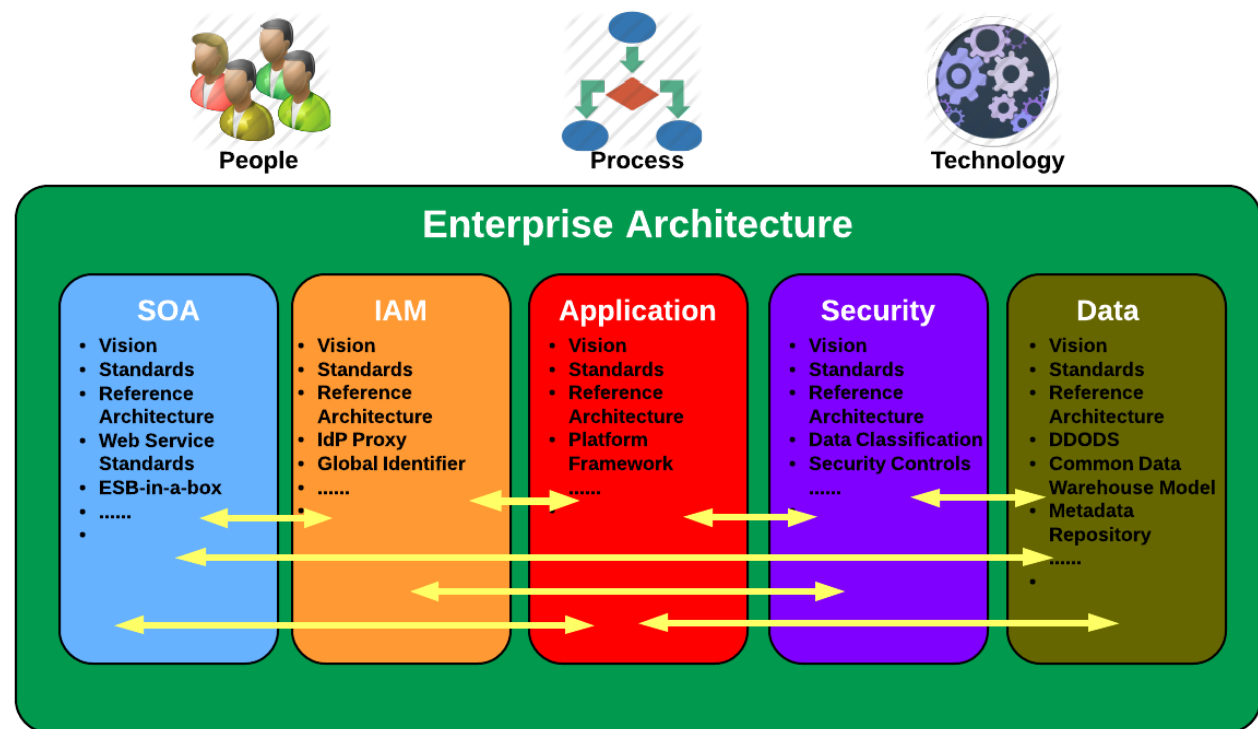 People
Process
Technology
Enterprise Architecture
SOA
• Vision
• Standards
• Reference
Architecture
• Web Service
Standards
• ESB-in-a-box
• ......
•
IAM
• Vision
• Standards
• Reference
Architecture
• IdP Proxy
• Global Identifier
• ......
•
Application
• Vision
• Standards
• Reference
Architecture
• Platform
Framework
......
•
Security
• Vision
• Standards
• Reference
Architecture
• Data Classification
• Security Controls
......
Data
• Vision
• Standards
• Reference
Architecture
• DDODS
• Common Data
Warehouse Model
• Metadata
Repository
......
•